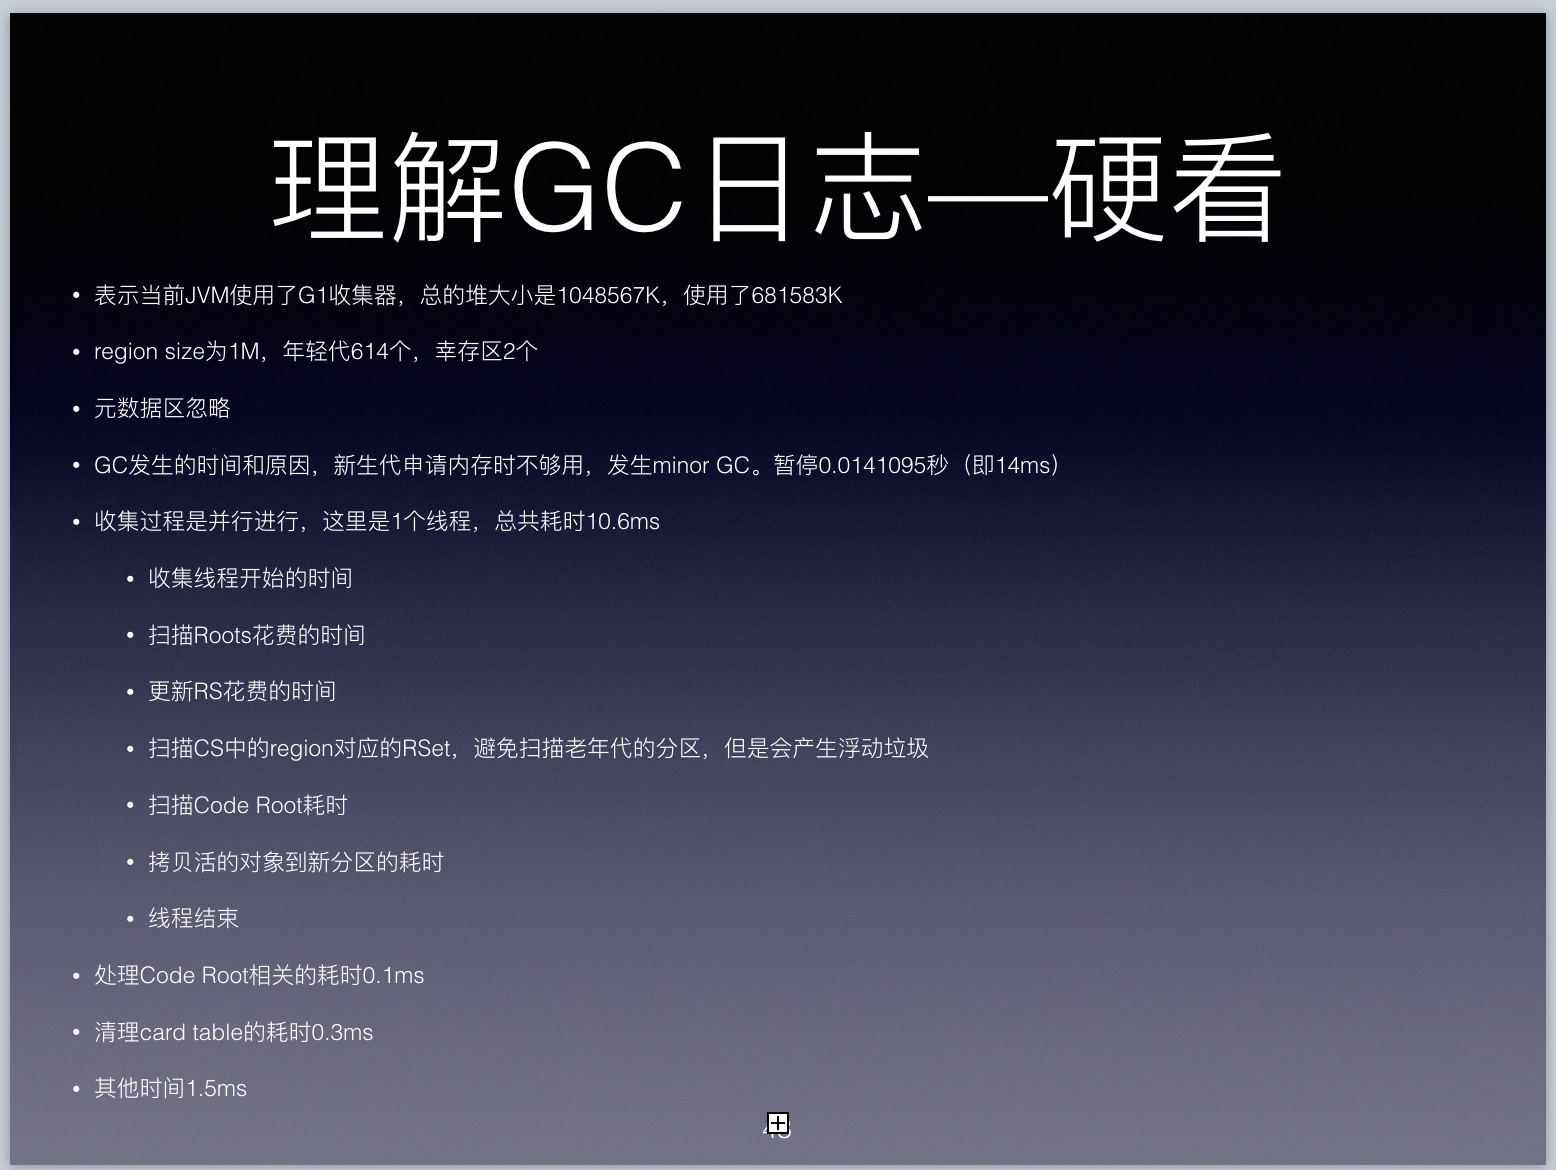 理解GC日志—硬看
• 表示当前JVM使用了G1收集器，总的堆大小是1048567K，使用了681583K
• region size为1M，年轻代614个，幸存区2个
• 元数据区忽略
• GC发生的时间和原因，新生代申请内存时不够用，发生minor GC。暂停0.0141095秒（即14ms）
• 收集过程是并行进行，这里是1个线程，总共耗时10.6ms
• 收集线程开始的时间
• 扫描Roots花费的时间
• 更新RS花费的时间
• 扫描CS中的region对应的RSet，避免扫描老年代的分区，但是会产生浮动垃圾
• 扫描Code Root耗时
• 拷贝活的对象到新分区的耗时
• 线程结束
• 处理Code Root相关的耗时0.1ms
• 清理card table的耗时0.3ms
• 其他时间1.5ms